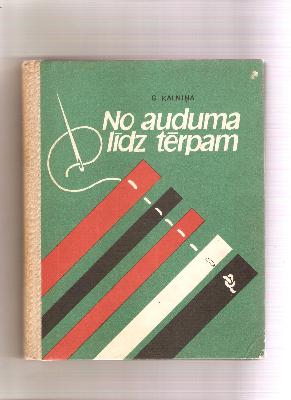 G. KALNIŅA
No auduma
līdz tērpam